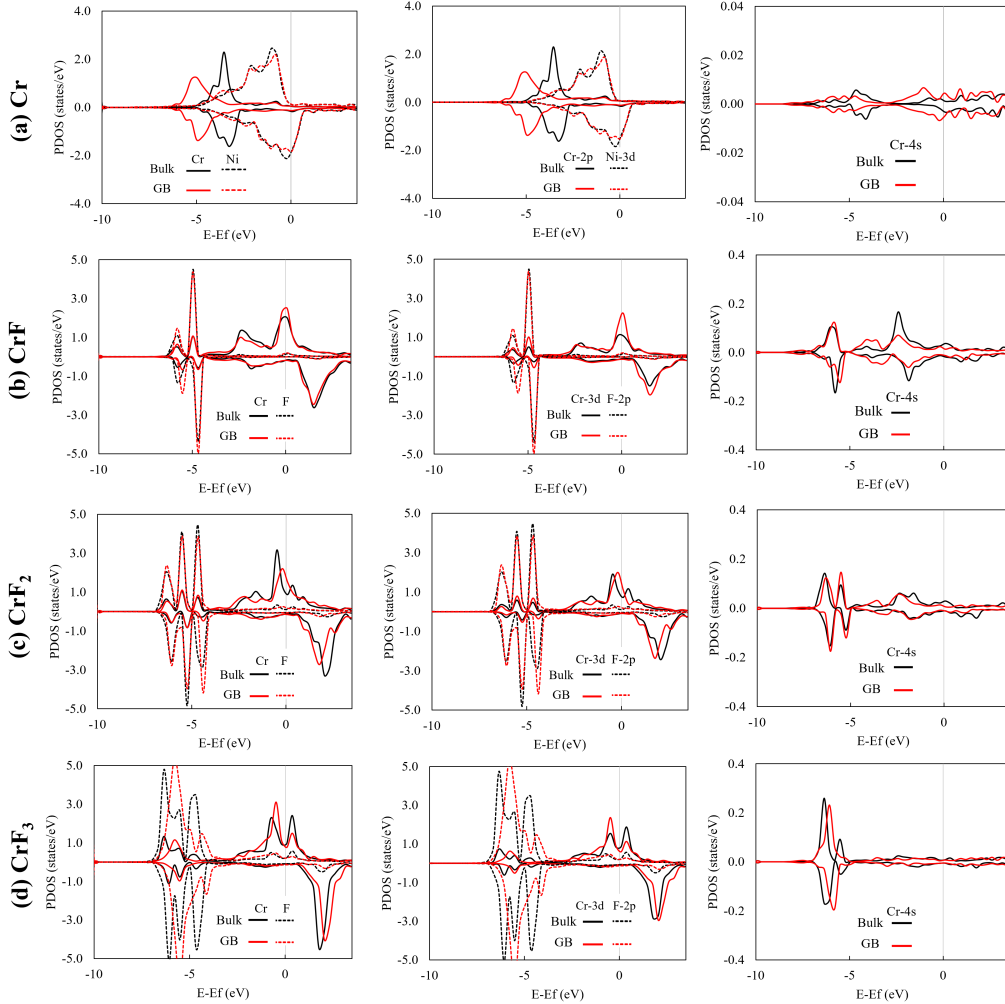 (a) Cr
PDOS (states/eV)
4.0
2.0
0.0
-2.0
-4.0
Cr Ni
Bulk
GB
-10 -5 0
E-Ef (eV)
PDOS (states/eV)
4.0
2.0
0.0
-2.0
-4.0
Cr-2p Ni-3d
Bulk
GB
-10 -5 0
E-Ef (eV)
PDOS (states/eV)
0.04
0.02
0.00
-0.02
-0.04
Cr-4s
Bulk
GB
-10 -5 0
E-Ef (eV)
(b) CrF
PDOS (states/eV)
5.0
3.0
1.0
-1.0
-3.0
-5.0
Cr F
Bulk
GB
-10 -5 0
E-Ef (eV)
PDOS (states/eV)
5.0
3.0
1.0
-1.0
-3.0
-5.0
Cr-3d F-2p
Bulk
GB
-10 -5 0
E-Ef (eV)
PDOS (states/eV)
0.4
0.2
0.0
-0.2
-0.4
Cr-4s
Bulk
GB
-10 -5 0
E-Ef (eV)
(c) CrF₂
PDOS (states/eV)
5.0
3.0
1.0
-1.0
-3.0
-5.0
Cr F
Bulk
GB
-10 -5 0
E-Ef (eV)
PDOS (states/eV)
5.0
3.0
1.0
-1.0
-3.0
-5.0
Cr-3d F-2p
Bulk
GB
-10 -5 0
E-Ef (eV)
PDOS (states/eV)
0.4
0.2
0.0
-0.2
-0.4
Cr-4s
Bulk
GB
-10 -5 0
E-Ef (eV)
(d) CrF₃
PDOS (states/eV)
5.0
3.0
1.0
-1.0
-3.0
-5.0
Cr F
Bulk
GB
-10 -5 0
E-Ef (eV)
PDOS (states/eV)
5.0
3.0
1.0
-1.0
-3.0
-5.0
Cr-3d F-2p
Bulk
GB
-10 -5 0
E-Ef (eV)
PDOS (states/eV)
0.4
0.2
0.0
-0.2
-0.4
Cr-4s
Bulk
GB
-10 -5 0
E-Ef (eV)